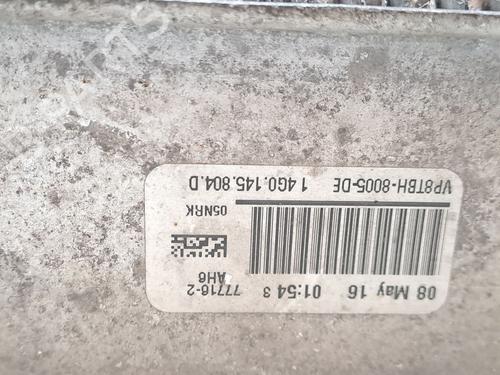 VP8TBH-8005-DE 1 4G0.145.804.D
05NRK
77716-2
AH6
08 May 16 01:54 3